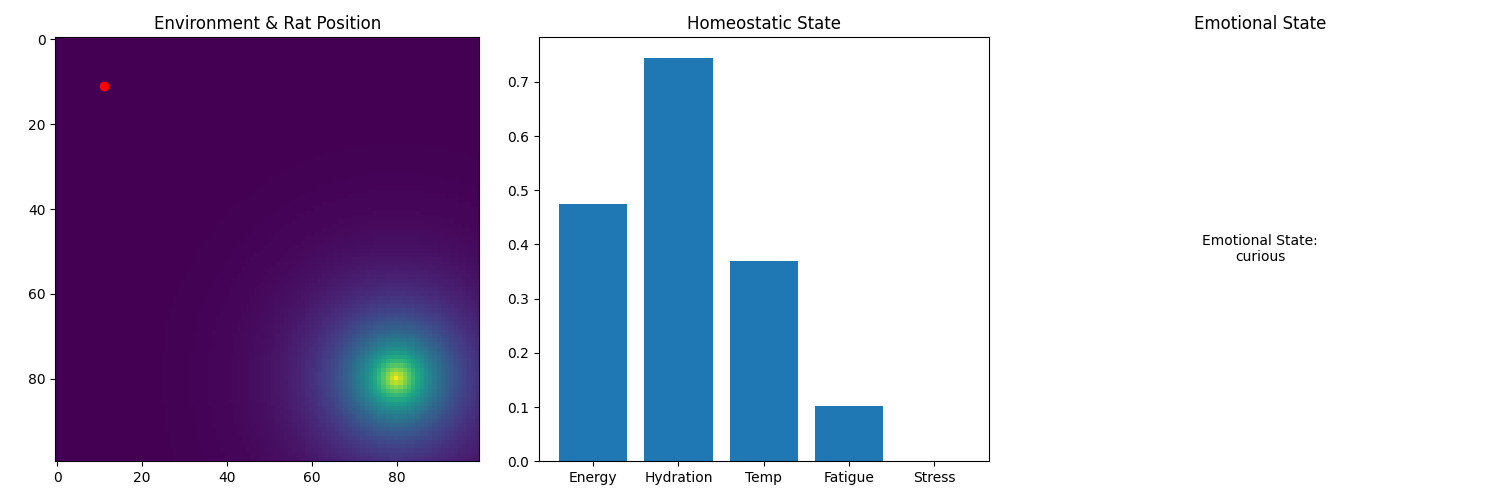 Environment & Rat Position
0
20
40
60
80
0 20 40 60 80
Homeostatic State
0.7
0.6
0.5
0.4
0.3
0.2
0.1
0.0
Energy Hydration Temp Fatigue Stress
Emotional State
Emotional State:
curious